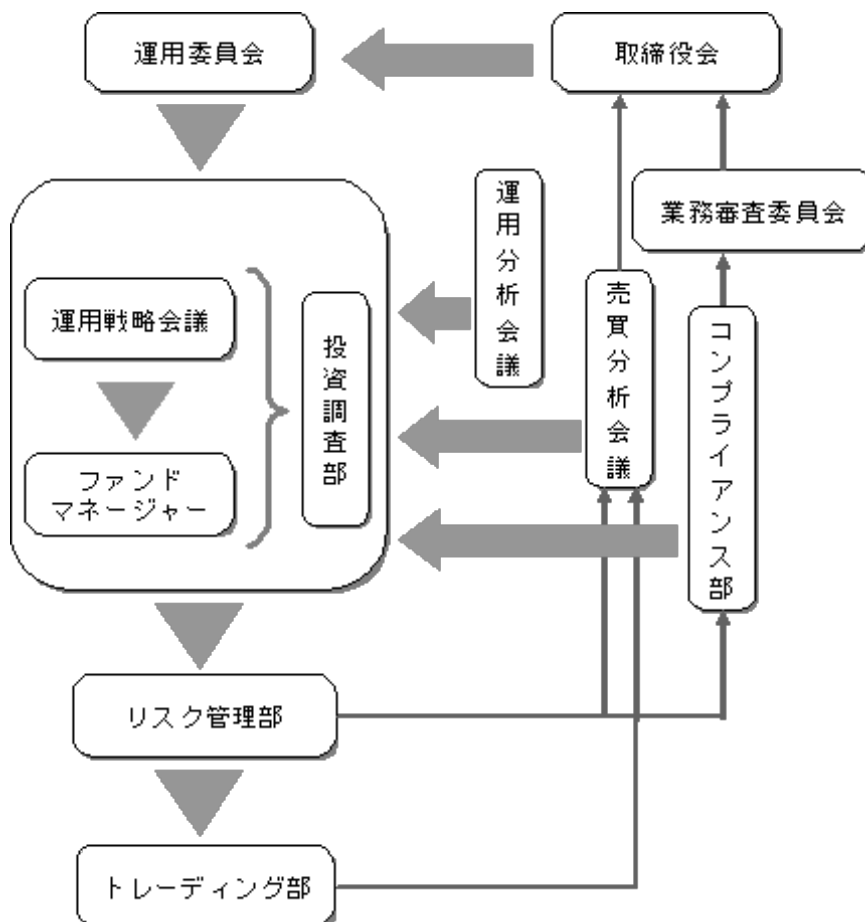 運用委員会
取締役会
運用分析会議
業務審査委員会
売買分析会議
コンプライアンス部
運用戦略会議
投資調査部
ファンド
マネージャー
リスク管理部
トレーディング部